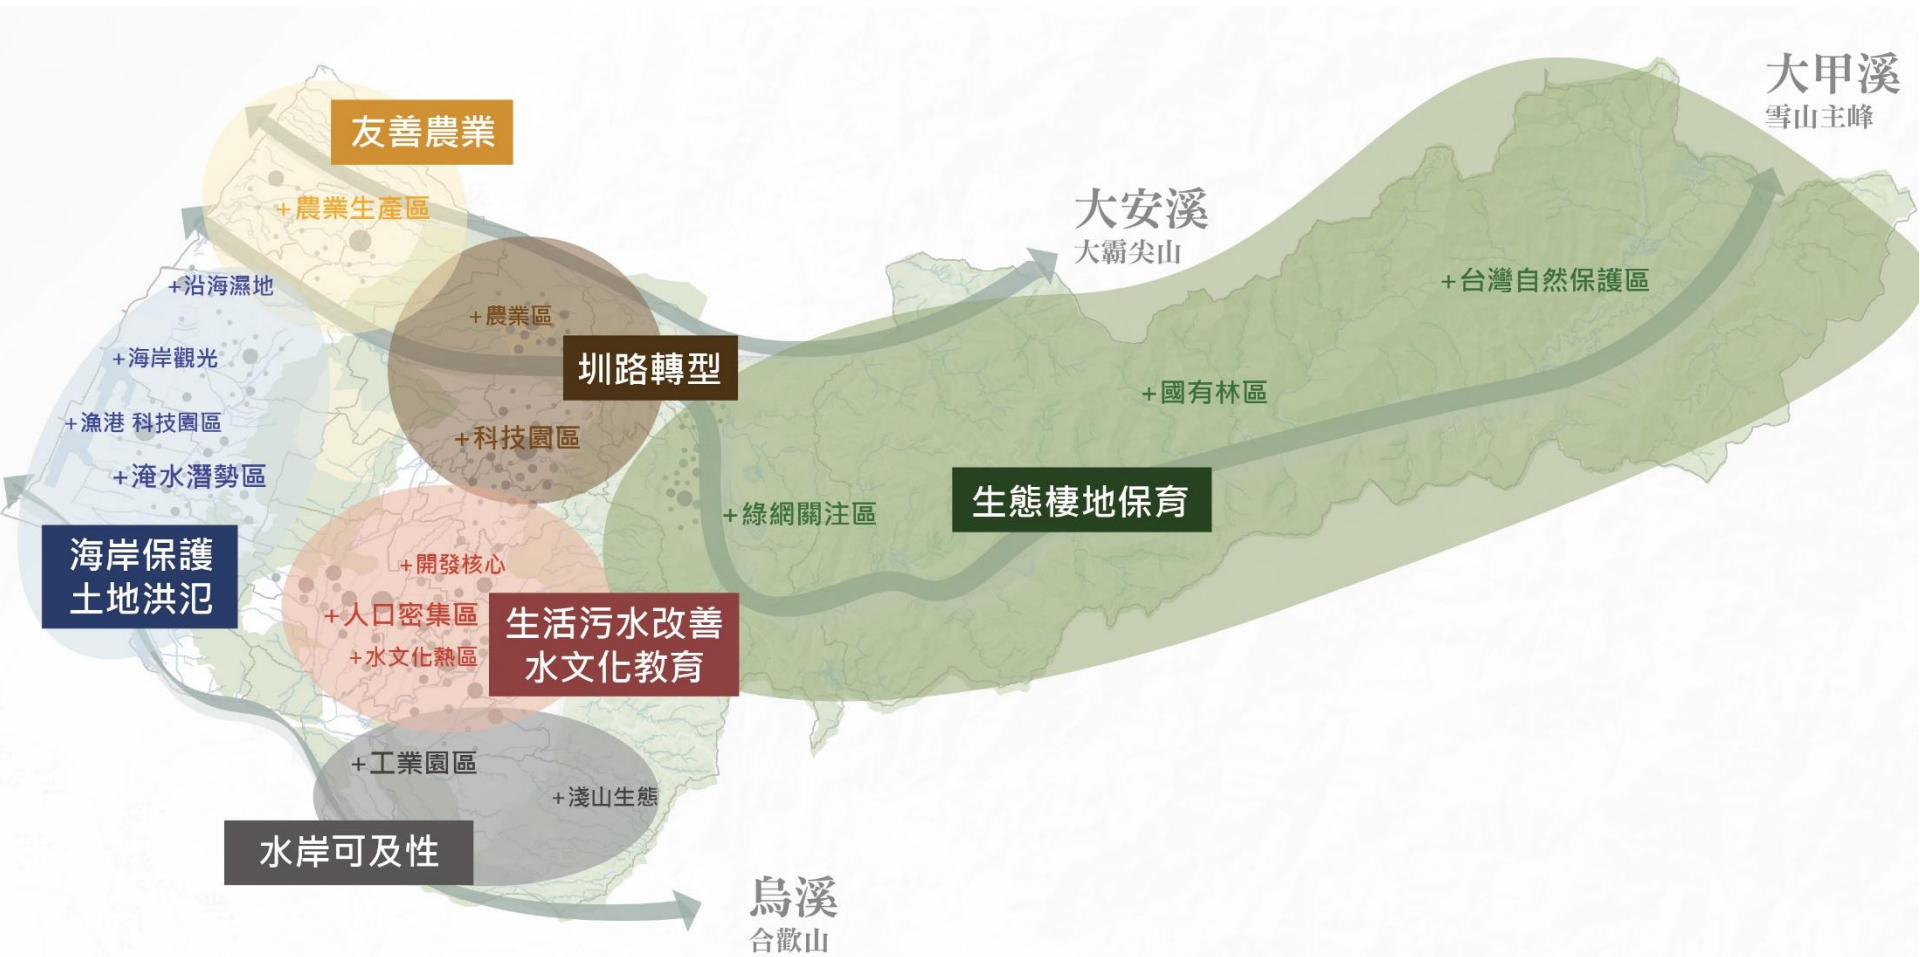 大甲溪
雪山主峰
友善農業
+農業生產區
大安溪
大霸尖山
+沿海濕地
+台灣自然保護區
+農業區
+海岸觀光
圳路轉型
+國有林區
+漁港 科技園區
+科技園區
+淹水潛勢區
生態棲地保育
+綠網關注區
海岸保護
土地洪氾
+開發核心
+人口密集區
+水文化熱區
生活污水改善
水文化教育
+工業園區
+淺山生態
水岸可及性
烏溪
合歡山